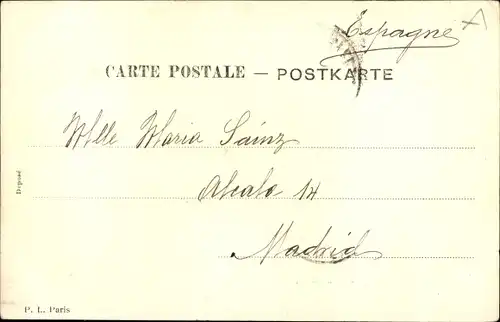 Espagne
CARTE POSTALE — POSTKARTE
Mlle Maria Sainz
Alcala 14
Madrid
Déposé
P. L. Paris